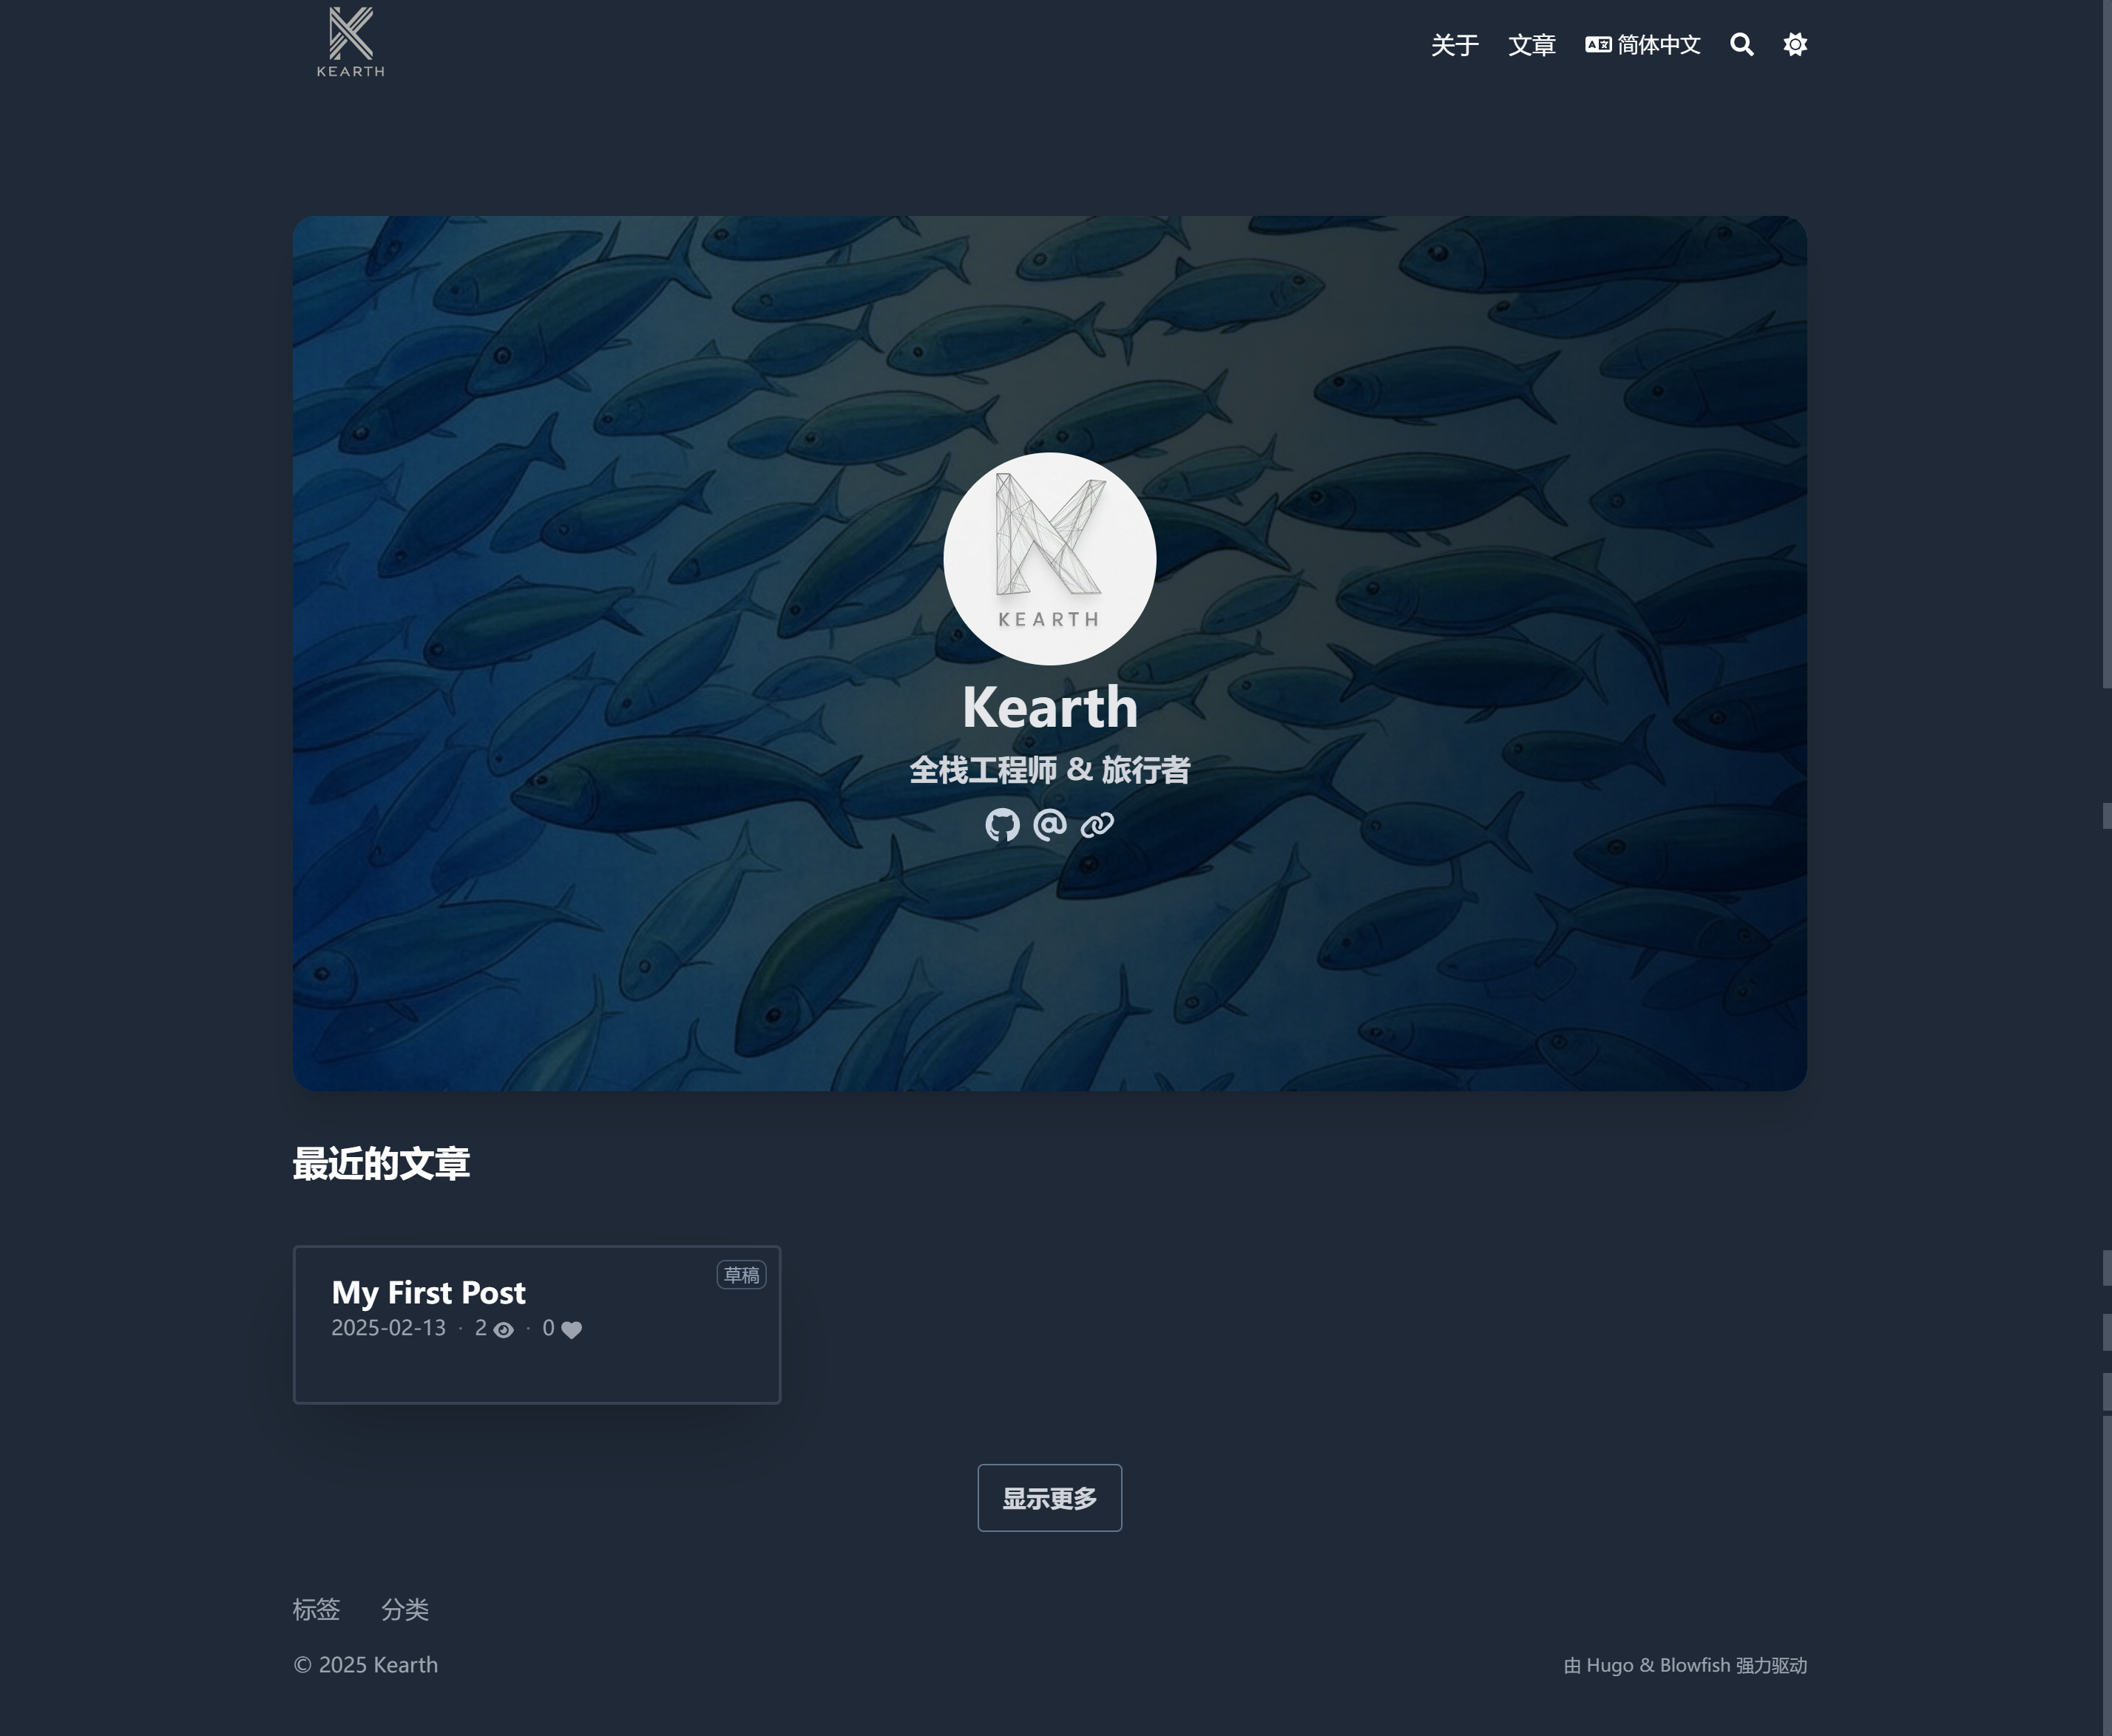 KEARTH
关于 文章 简体中文
KEARTH
Kearth
全栈工程师 & 旅行者
最近的文章
草稿
My First Post
2025-02-13 · 2 · 0
显示更多
标签 分类
© 2025 Kearth
由 Hugo & Blowfish 强力驱动